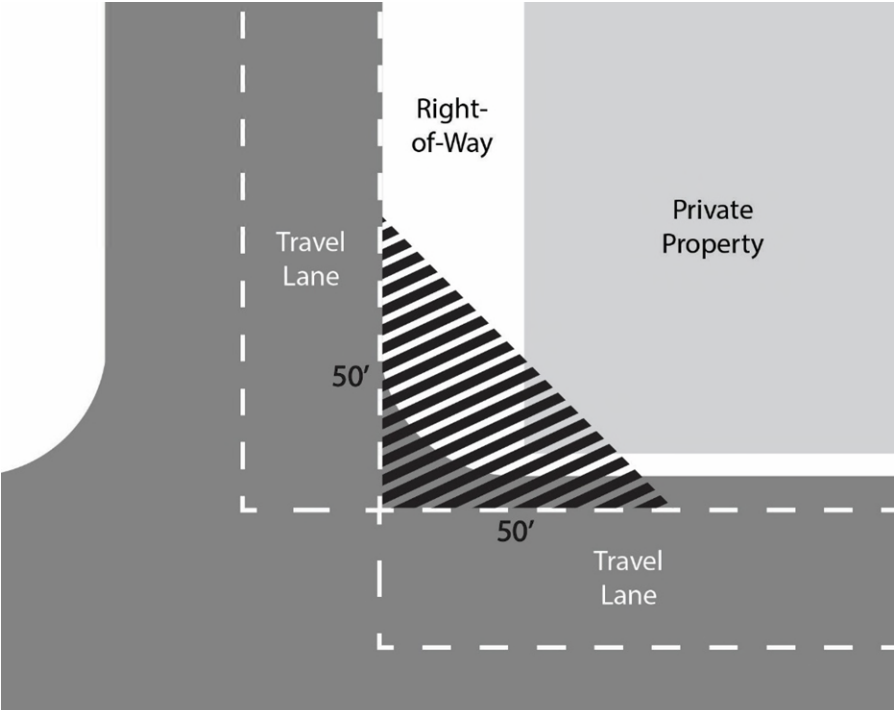 Right-
of-Way
Private
Property
Travel
Lane
50’
50’
Travel
Lane